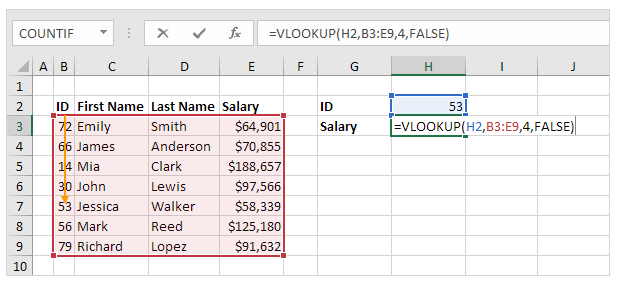 COUNTIF fx =VLOOKUP(H2,B3:E9,4,FALSE)
A B C D E F G H I J
1
2 ID First Name Last Name Salary ID 53
3 72 Emily Smith $64,901 Salary =VLOOKUP(H2,B3:E9,4,FALSE)
4 66 James Anderson $70,855
5 14 Mia Clark $188,657
6 30 John Lewis $97,566
7 53 Jessica Walker $58,339
8 56 Mark Reed $125,180
9 79 Richard Lopez $91,632
10